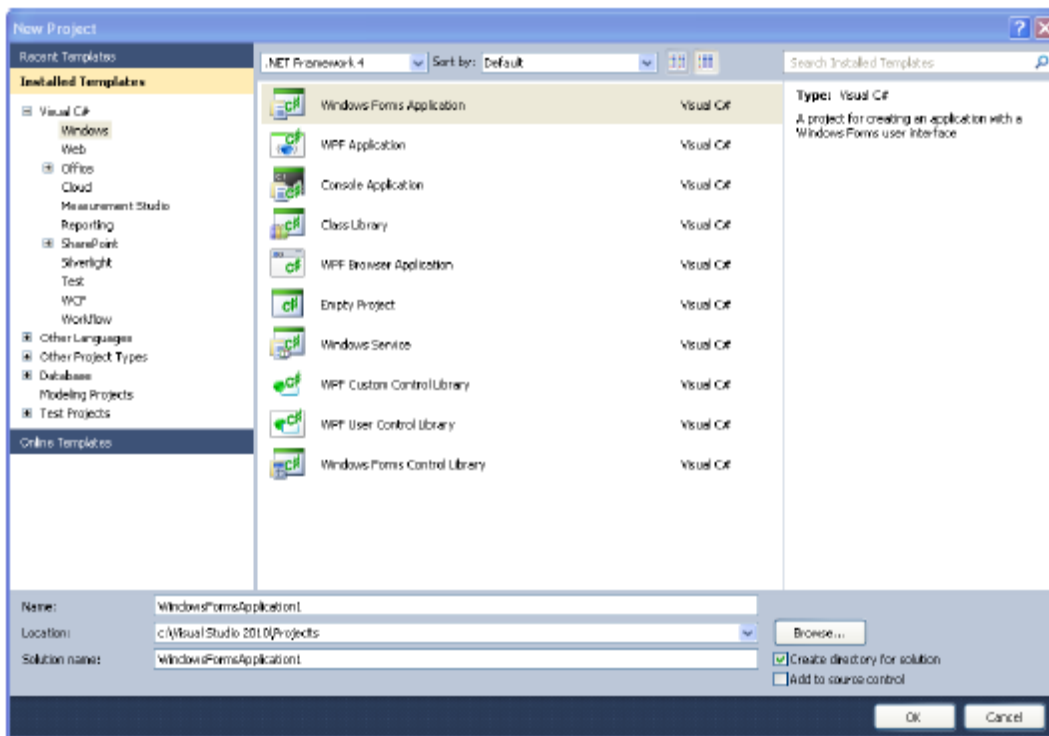 New Project
Recent Templates
Installed Templates
Visual C#
Windows
Web
Office
Cloud
Measurement Studio
Reporting
SharePoint
Silverlight
Test
WCF
Workflow
Other Languages
Other Project Types
Database
Modeling Projects
Test Projects
Online Templates
.NET Framework 4 Sort by: Default
Windows Forms Application Visual C#
WPF Application Visual C#
Console Application Visual C#
Class Library Visual C#
WPF Browser Application Visual C#
Empty Project Visual C#
Windows Service Visual C#
WPF Custom Control Library Visual C#
WPF User Control Library Visual C#
Windows Forms Control Library Visual C#
Search Installed Templates
Type: Visual C#
A project for creating an application with a
Windows Forms user interface
Name: WindowsFormsApplication1
Location: c:\Visual Studio 2010\Projects Browse...
Solution name: WindowsFormsApplication1
Create directory for solution
Add to source control
OK Cancel